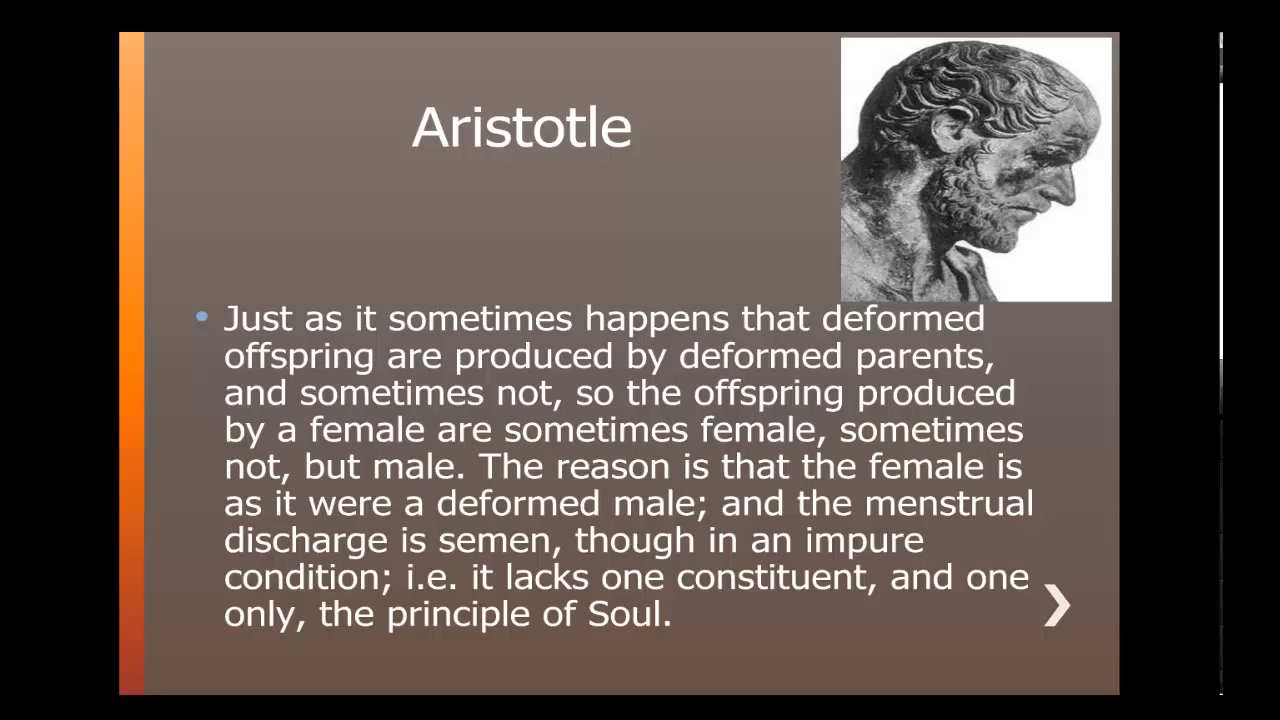 Aristotle
• Just as it sometimes happens that deformed
offspring are produced by deformed parents,
and sometimes not, so the offspring produced
by a female are sometimes female, sometimes
not, but male. The reason is that the female is
as it were a deformed male; and the menstrual
discharge is semen, though in an impure
condition; i.e. it lacks one constituent, and one
only, the principle of Soul.